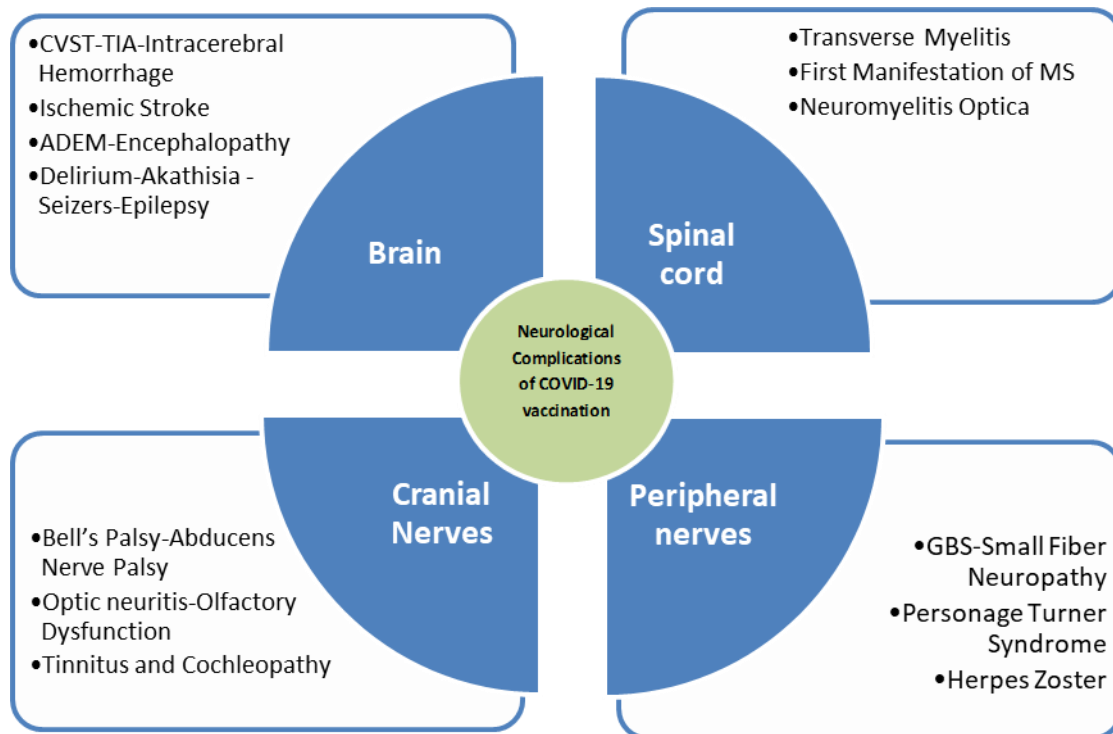 •CVST-TIA-Intracerebral
Hemorrhage
•Ischemic Stroke
•ADEM-Encephalopathy
•Delirium-Akathisia -
Seizers-Epilepsy
Brain
•Transverse Myelitis
•First Manifestation of MS
•Neuromyelitis Optica
Spinal
cord
Neurological
Complications
of COVID-19
vaccination
Cranial
Nerves
•Bell’s Palsy-Abducens
Nerve Palsy
•Optic neuritis-Olfactory
Dysfunction
•Tinnitus and Cochleopathy
Peripheral
nerves
•GBS-Small Fiber
Neuropathy
•Personage Turner
Syndrome
•Herpes Zoster